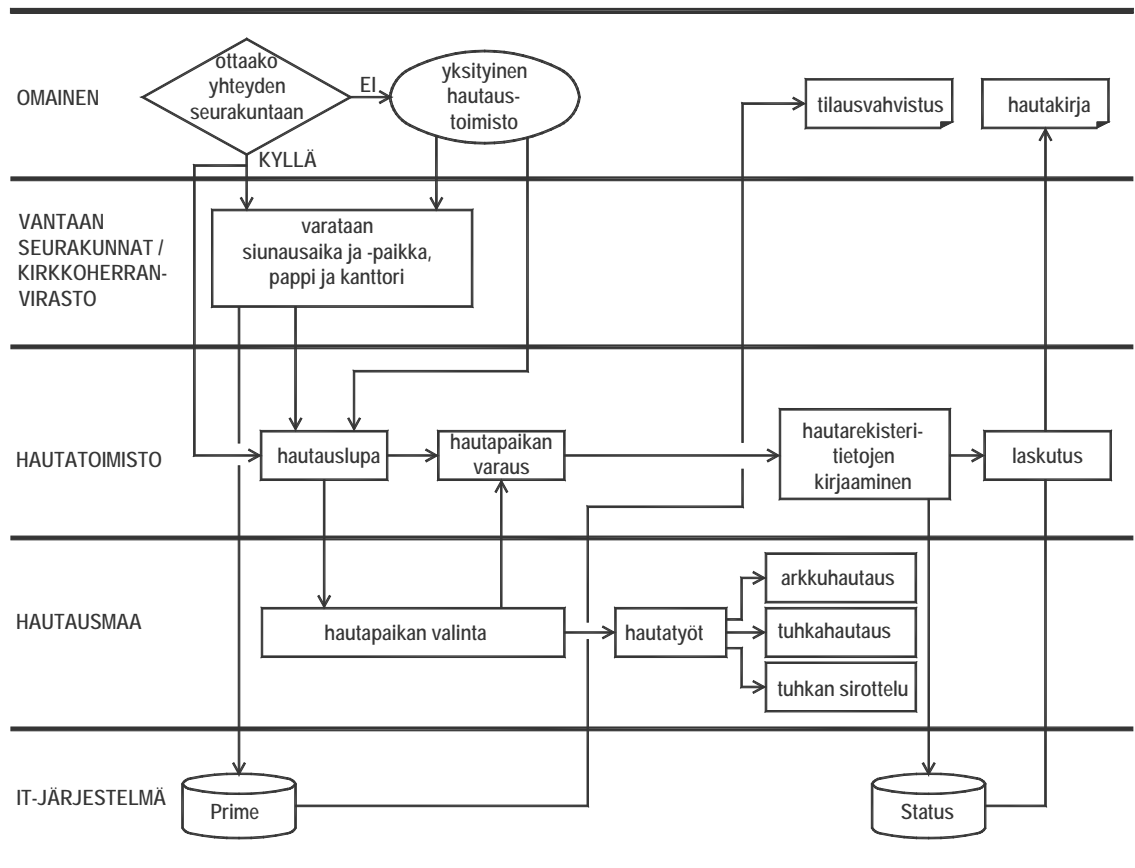 OMAINEN
ottaako
yhteyden
seurakuntaan
EI
KYLLÄ
yksityinen
hautaus-
toimisto
tilausvahvistus
hautakirja
VANTAAN
SEURAKUNNAT /
KIRKKOHERRAN-
VIRASTO
varataan
siunausaika ja -paikka,
pappi ja kanttori
HAUTATOIMISTO
hautauslupa
hautapaikan
varaus
hautarekisteri-
tietojen
kirjaaminen
laskutus
HAUTAUSMAA
hautapaikan valinta
hautatyöt
arkkuhautaus
tuhkahautaus
tuhkan sirottelu
IT-JÄRJESTELMÄ
Prime
Status